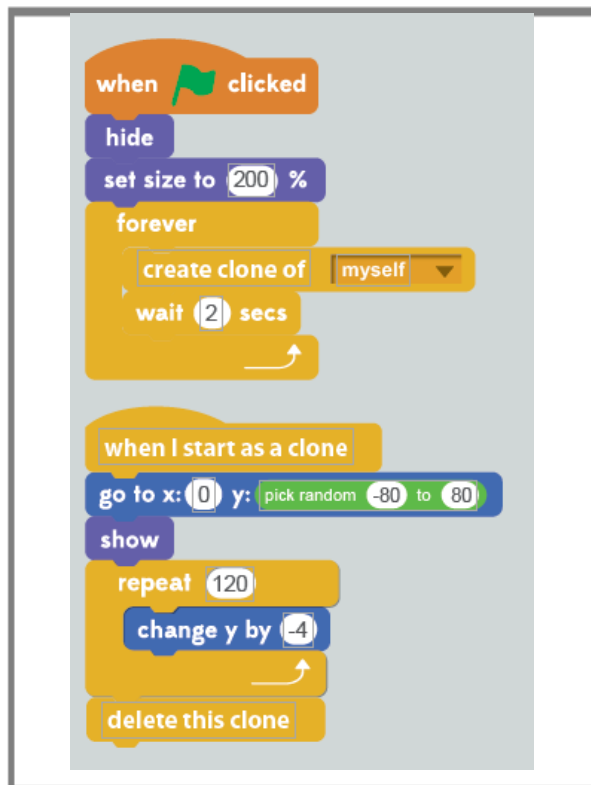 when clicked
hide
set size to 200 %
forever
create clone of myself
wait 2 secs
when I start as a clone
go to x: 0 y: pick random -80 to 80
show
repeat 120
change y by -4
delete this clone